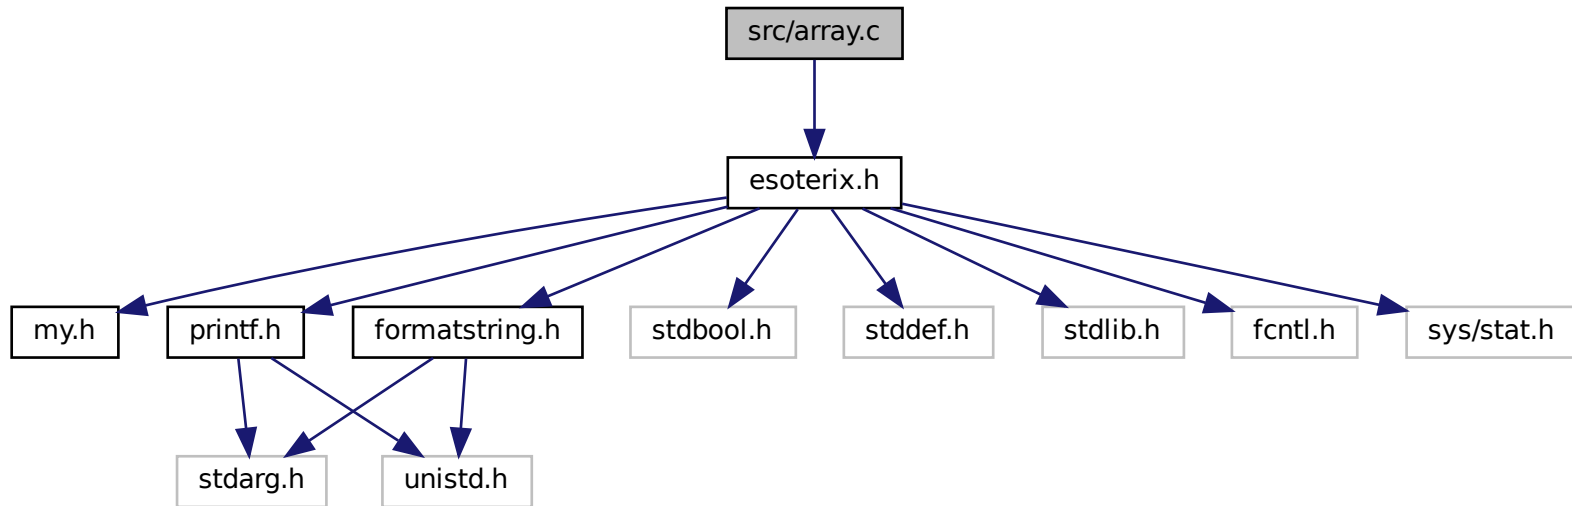 src/array.c
esoterix.h
my.h
printf.h
formatstring.h
stdbool.h
stddef.h
stdlib.h
fcntl.h
sys/stat.h
stdarg.h
unistd.h